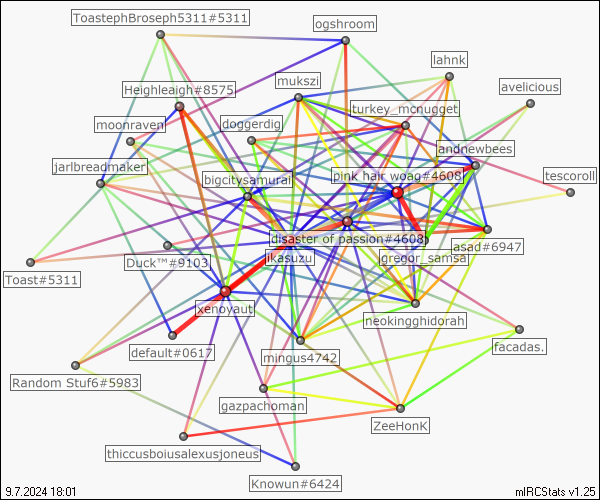 ToastephBroseph5311#5311
ogshroom
lahnk
mukszi
Heighleaigh#8575
avelicious
turkey_mcnugget
moonraven
doggerdig
andnewbees
jarlbreadmaker
bigcitysamurai
pink hair woag#4608
tescoroll
disaster of passion#4608
asad#6947
Duck™#9103
jkasuzu
jgregor_samsa
Toast#5311
xenoyaut
neokingghidorah
default#0617
mingus4742
facadas.
Random Stuf6#5983
gazpachoman
ZeeHonK
thiccusboiusalexusjoneus
Knowun#6424
9.7.2024 18:01
mIRCStats v1.25